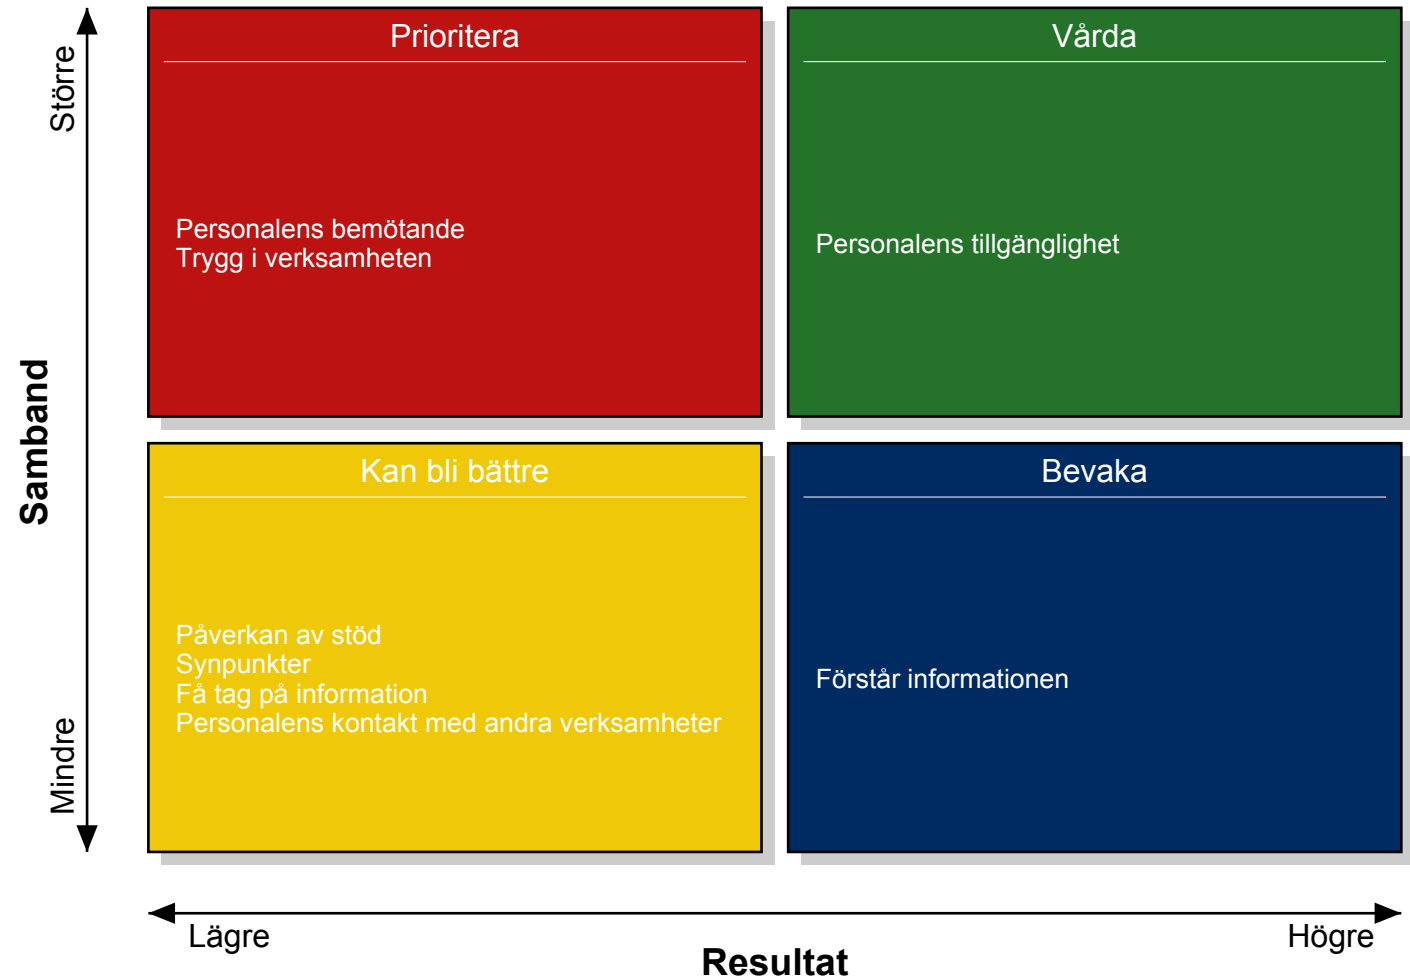 Större
Mindre
Samband
Prioritera
Personalens bemötande
Trygg i verksamheten
Vårda
Personalens tillgänglighet
Kan bli bättre
Påverkan av stöd
Synpunkter
Få tag på information
Personalens kontakt med andra verksamheter
Bevaka
Förstår informationen
Lägre
Högre
Resultat